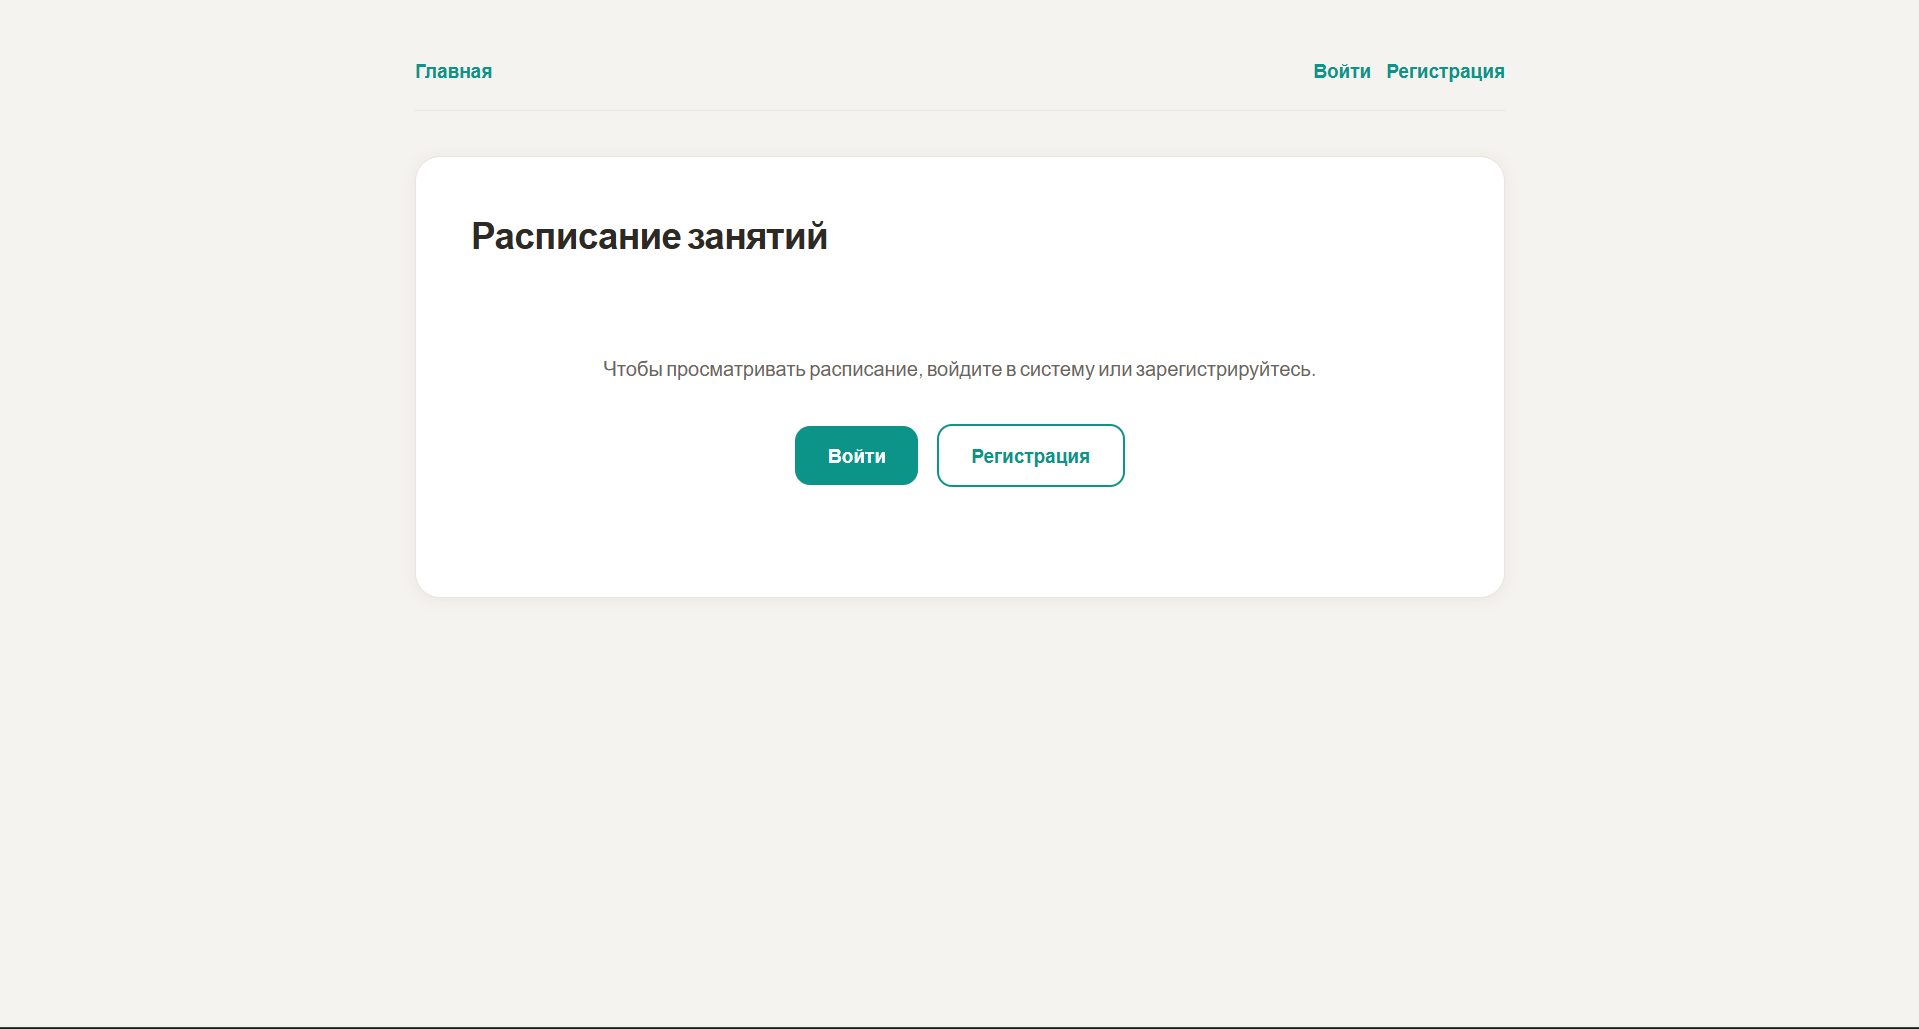 Главная
Войти Регистрация
Расписание занятий
Чтобы просматривать расписание, войдите в систему или зарегистрируйтесь.
Войти
Регистрация